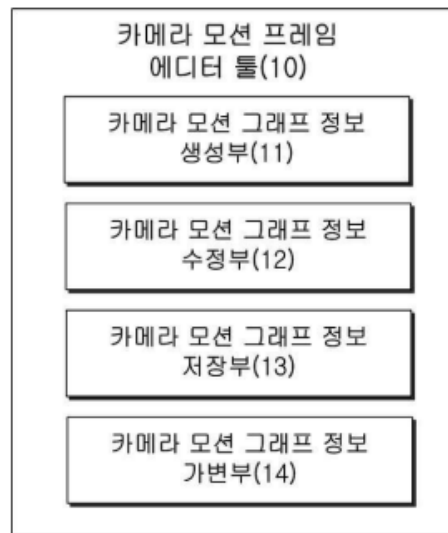 카메라 모션 프레임
에디터 툴(10)
카메라 모션 그래프 정보
생성부(11)
카메라 모션 그래프 정보
수정부(12)
카메라 모션 그래프 정보
저장부(13)
카메라 모션 그래프 정보
가변부(14)